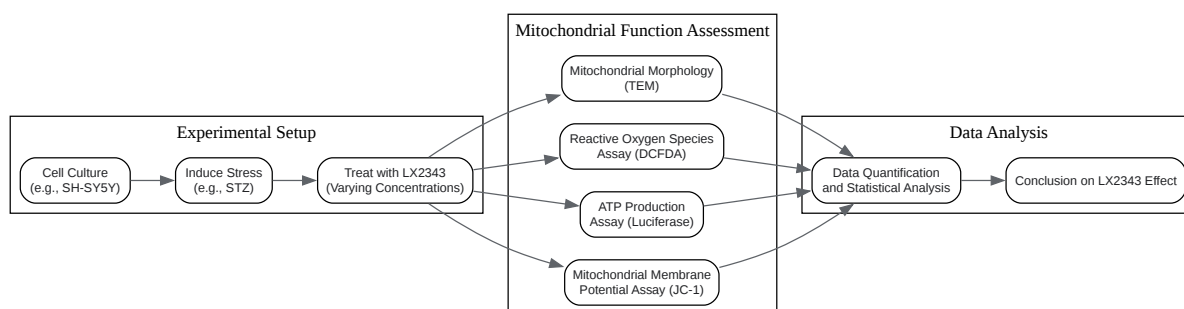 Experimental Setup
Cell Culture
(e.g., SH-SY5Y)
Induce Stress
(e.g., STZ)
Treat with LX2343
(Varying Concentrations)
Mitochondrial Function Assessment
Mitochondrial Morphology
(TEM)
Reactive Oxygen Species
Assay (DCFDA)
ATP Production
Assay (Luciferase)
Mitochondrial Membrane
Potential Assay (JC-1)
Data Analysis
Data Quantification
and Statistical Analysis
Conclusion on LX2343 Effect